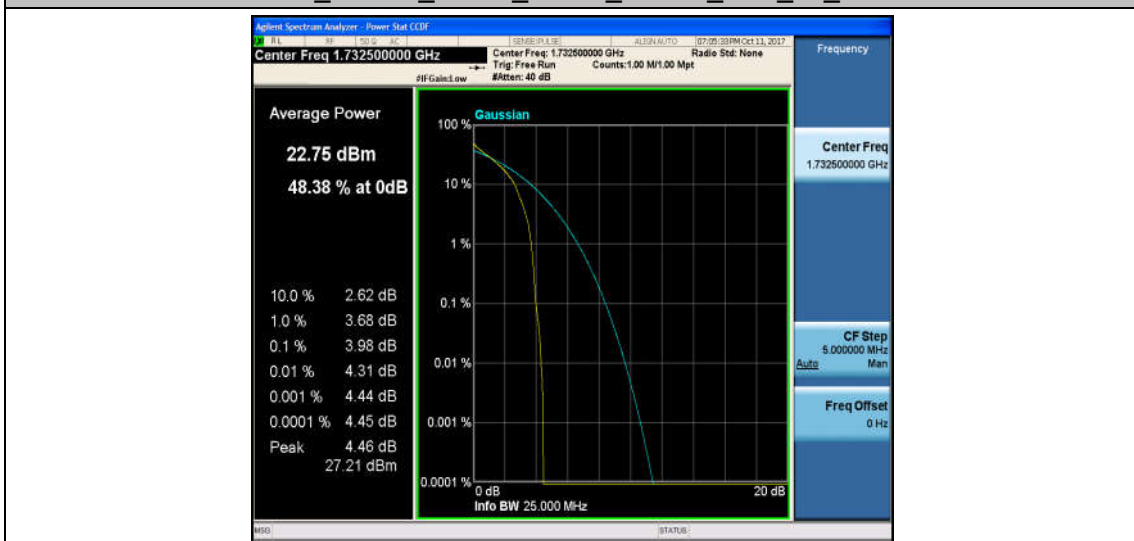 Agilent Spectrum Analyzer - Power Stat CCDF
RL RF 50 Ω AC SENSE:PULSE ALIGN AUTO 07:05:33 PM Oct 11, 2017
Center Freq 1.732500000 GHz
Center Freq: 1.732500000 GHz Radio Std: None
Trig: Free Run Counts:1.00 M/1.00 Mpt
#IFGain:Low #Atten: 40 dB
Frequency
Average Power
22.75 dBm
48.38 % at 0dB
10.0 % 2.62 dB
1.0 % 3.68 dB
0.1 % 3.98 dB
0.01 % 4.31 dB
0.001 % 4.44 dB
0.0001 % 4.45 dB
Peak 4.46 dB
27.21 dBm
Gaussian
100 %
10 %
1 %
0.1 %
0.01 %
0.001 %
0.0001 %
0 dB 20 dB
Info BW 25.000 MHz
Center Freq
1.732500000 GHz
CF Step
5.000000 MHz
Auto Man
Freq Offset
0 Hz
MSG STATUS